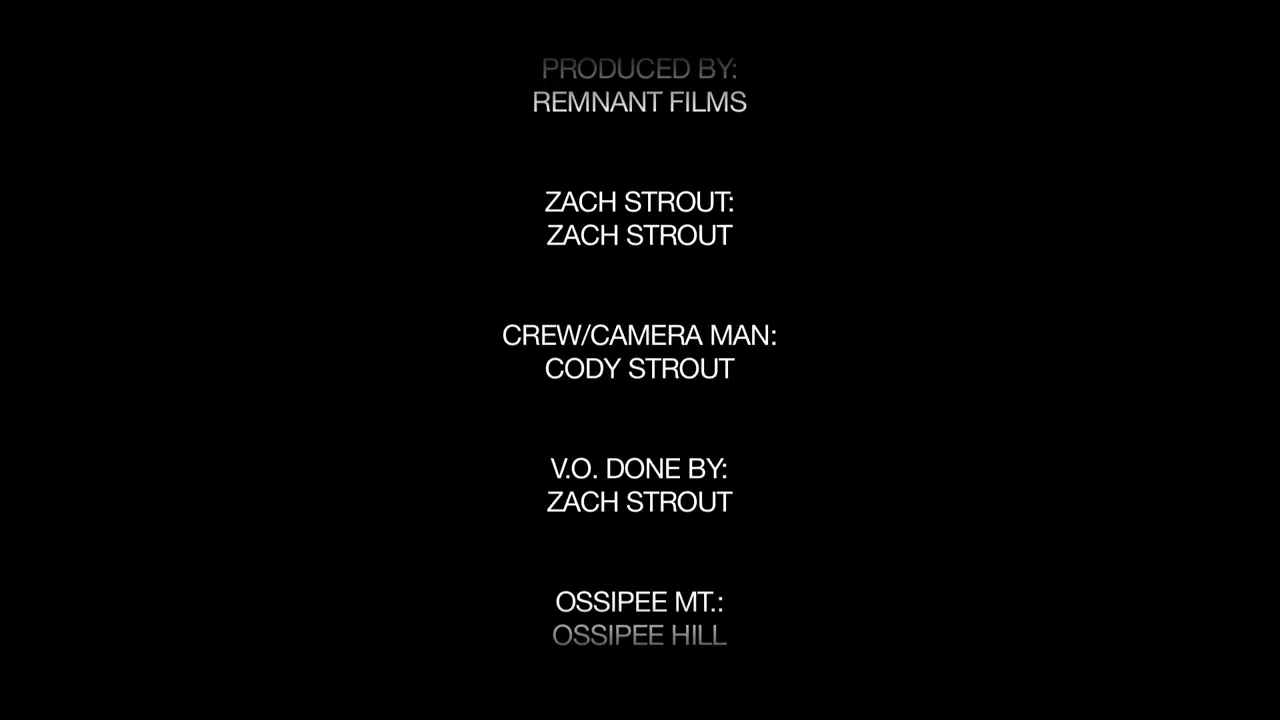 PRODUCED BY:
REMNANT FILMS
ZACH STROUT:
ZACH STROUT
CREW/CAMERA MAN:
CODY STROUT
V.O. DONE BY:
ZACH STROUT
OSSIPEE MT.:
OSSIPEE HILL